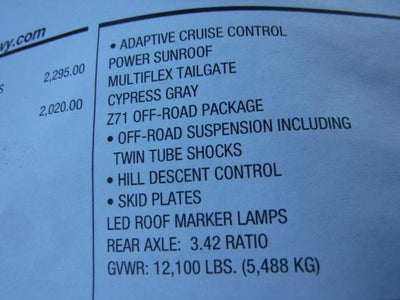 vy.com
S 2,295.00
2,020.00
• ADAPTIVE CRUISE CONTROL
POWER SUNROOF
MULTIFLEX TAILGATE
CYPRESS GRAY
Z71 OFF-ROAD PACKAGE
• OFF-ROAD SUSPENSION INCLUDING
TWIN TUBE SHOCKS
• HILL DESCENT CONTROL
• SKID PLATES
LED ROOF MARKER LAMPS
REAR AXLE: 3.42 RATIO
GVWR: 12,100 LBS. (5,488 KG)